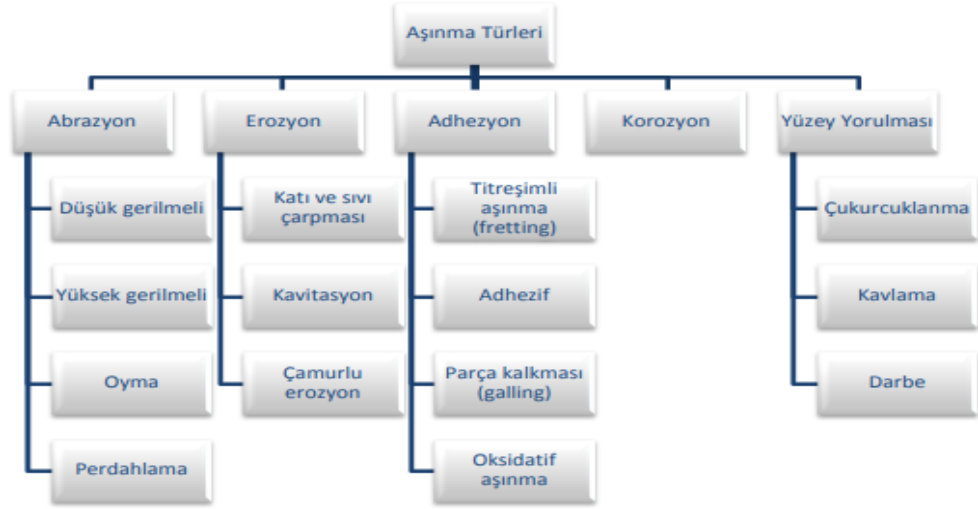 Aşınma Türleri
Abrazyon
Düşük gerilmeli
Yüksek gerilmeli
Oyma
Perdahlama
Erozyon
Katı ve sıvı
çarpması
Kavitasyon
Çamurlu
erozyon
Adhezyon
Titreşimli
aşınma
(fretting)
Adhezif
Parça kalkması
(galling)
Oksidatif
aşınma
Korozyon
Yüzey Yorulması
Çukurcuklanma
Kavlama
Darbe